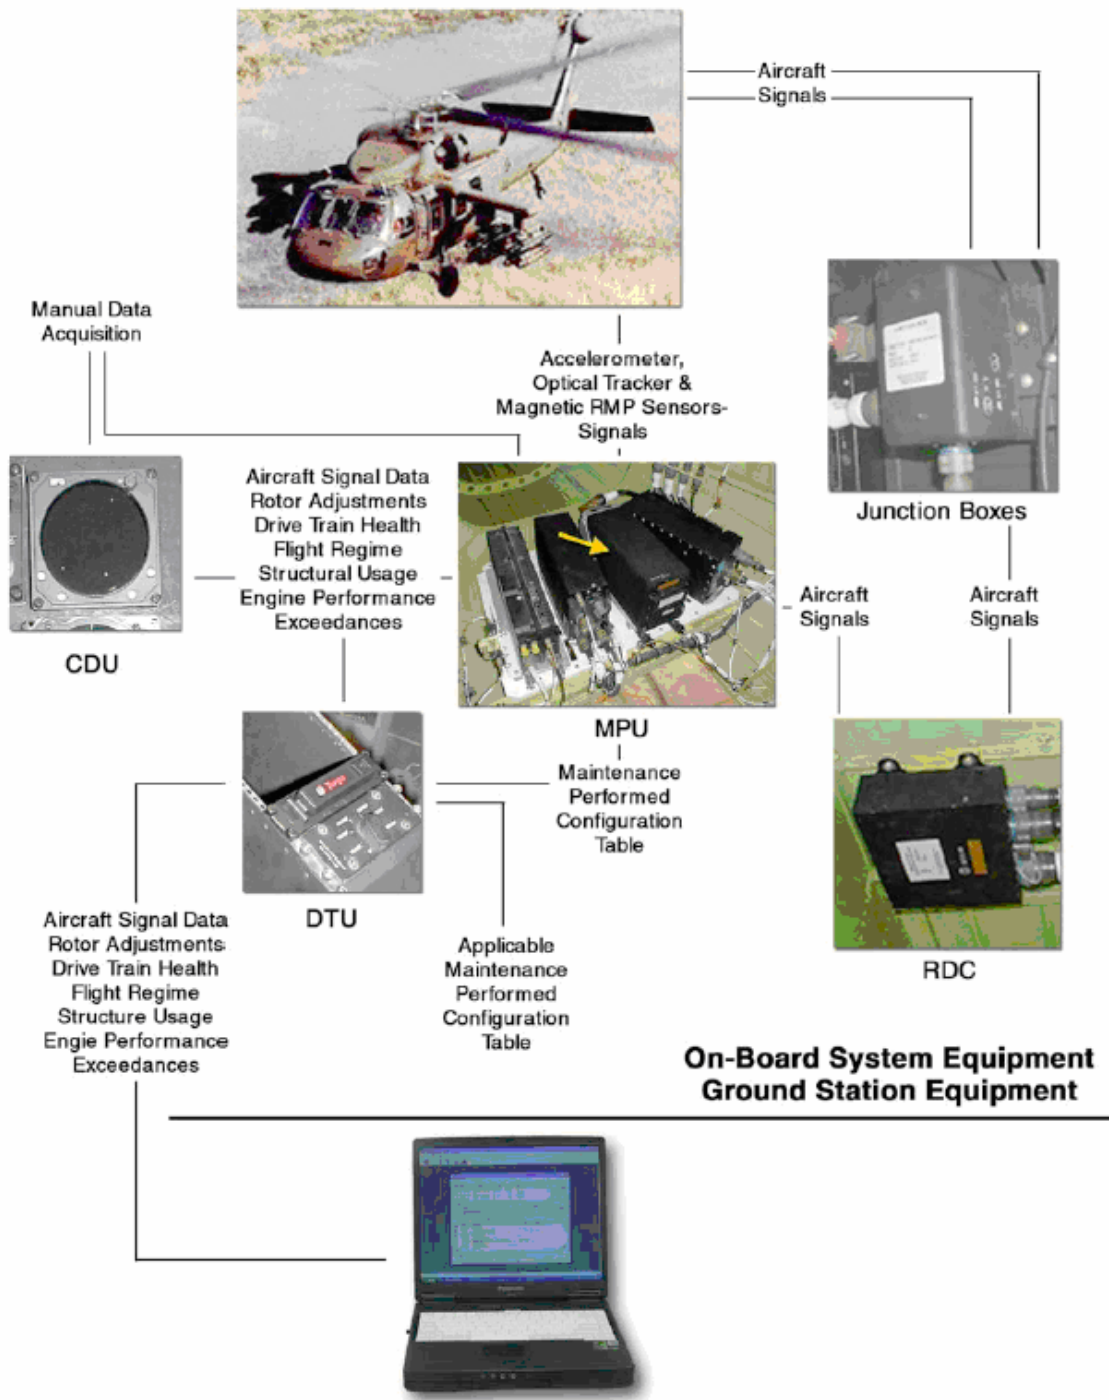 Aircraft
Signals
Manual Data
Acquisition
Accelerometer,
Optical Tracker &
Magnetic RMP Sensors-
Signals
Junction Boxes
Aircraft Signal Data
Rotor Adjustments
Drive Train Health
Flight Regime
Structural Usage
Engine Performance
Exceedances
CDU
MPU
Aircraft
Signals
Aircraft
Signals
Maintenance
Performed
Configuration
Table
DTU
RDC
Aircraft Signal Data
Rotor Adjustments
Drive Train Health
Flight Regime
Structure Usage
Engie Performance
Exceedances
Applicable
Maintenance
Performed
Configuration
Table
On-Board System Equipment
Ground Station Equipment